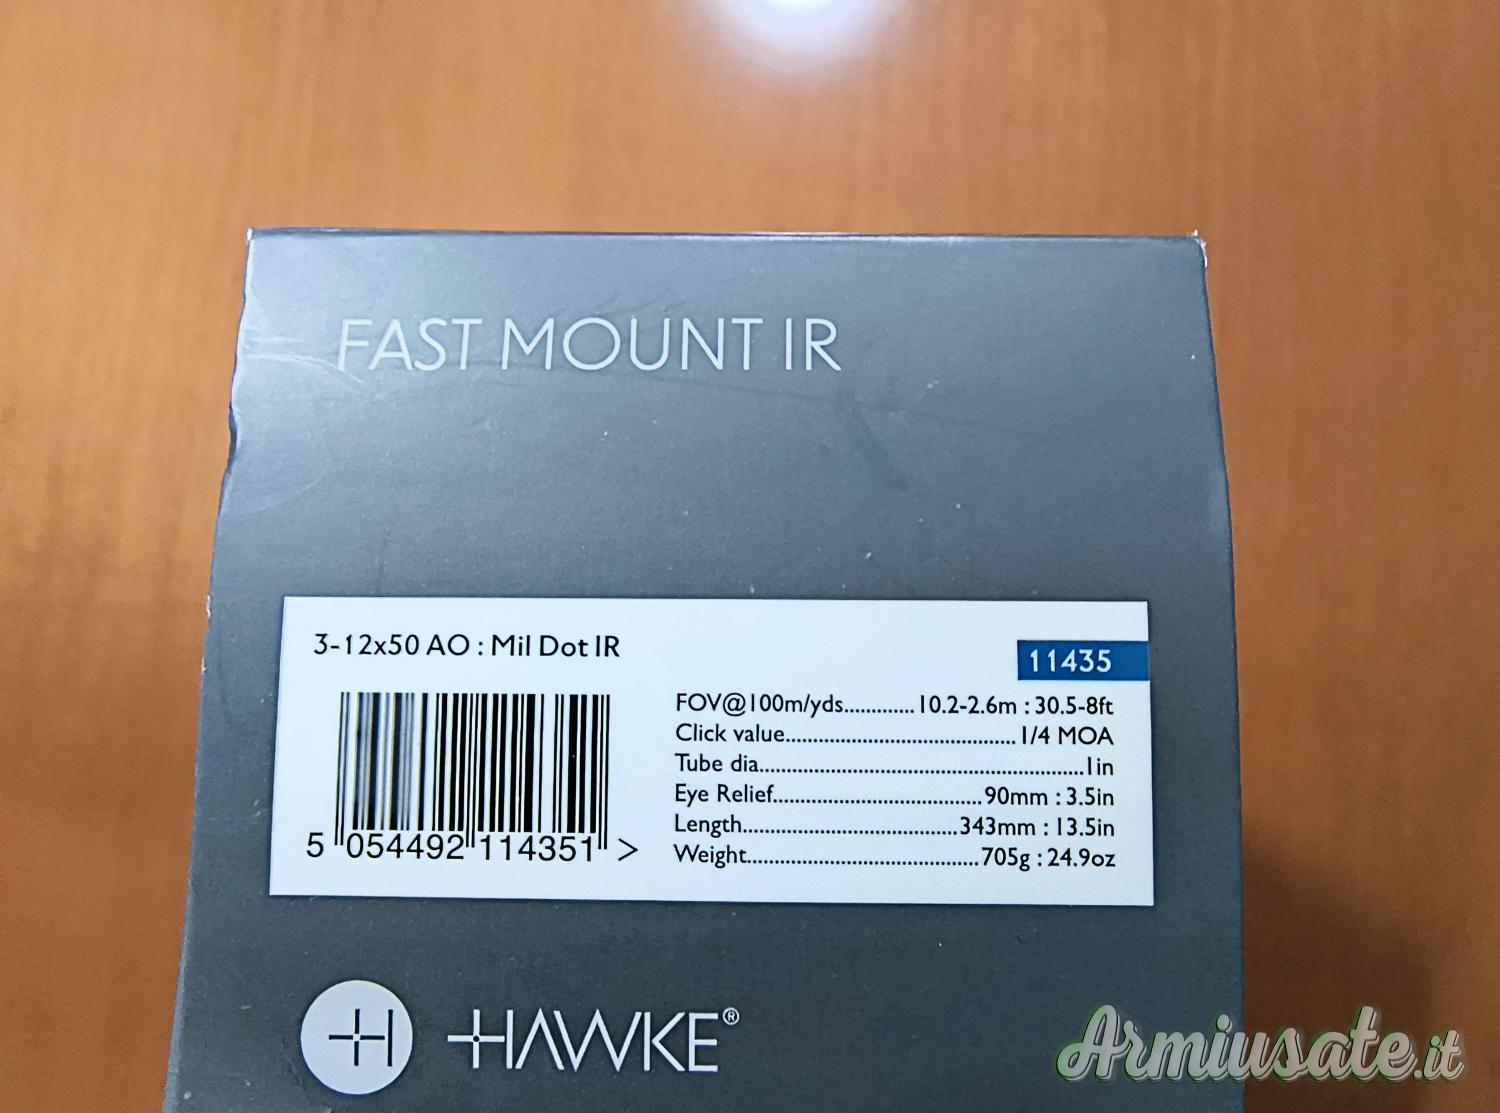 FAST MOUNT IR
3-12x50 AO : Mil Dot IR
11435
FOV@100m/yds............10.2-2.6m : 30.5-8ft
Click value.......................................1/4 MOA
Tube dia.......................................................1in
Eye Relief...................................90mm : 3.5in
Length.....................................343mm : 13.5in
Weight.......................................705g : 24.9oz
5 054492 114351 >
HAWKE®
Armiusate.it